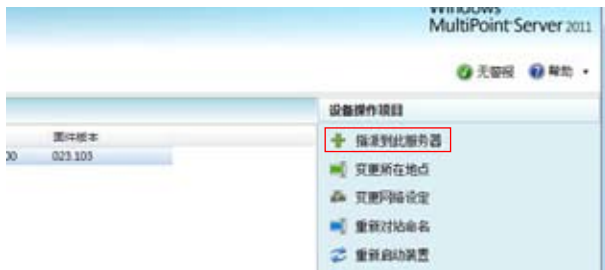 Windows
MultiPoint Server 2011
无警报 帮助
设备操作项目
固件版本
指派到此服务器
00 023.103
变更所在地点
变更网络设定
重新对站命名
重新启动装置